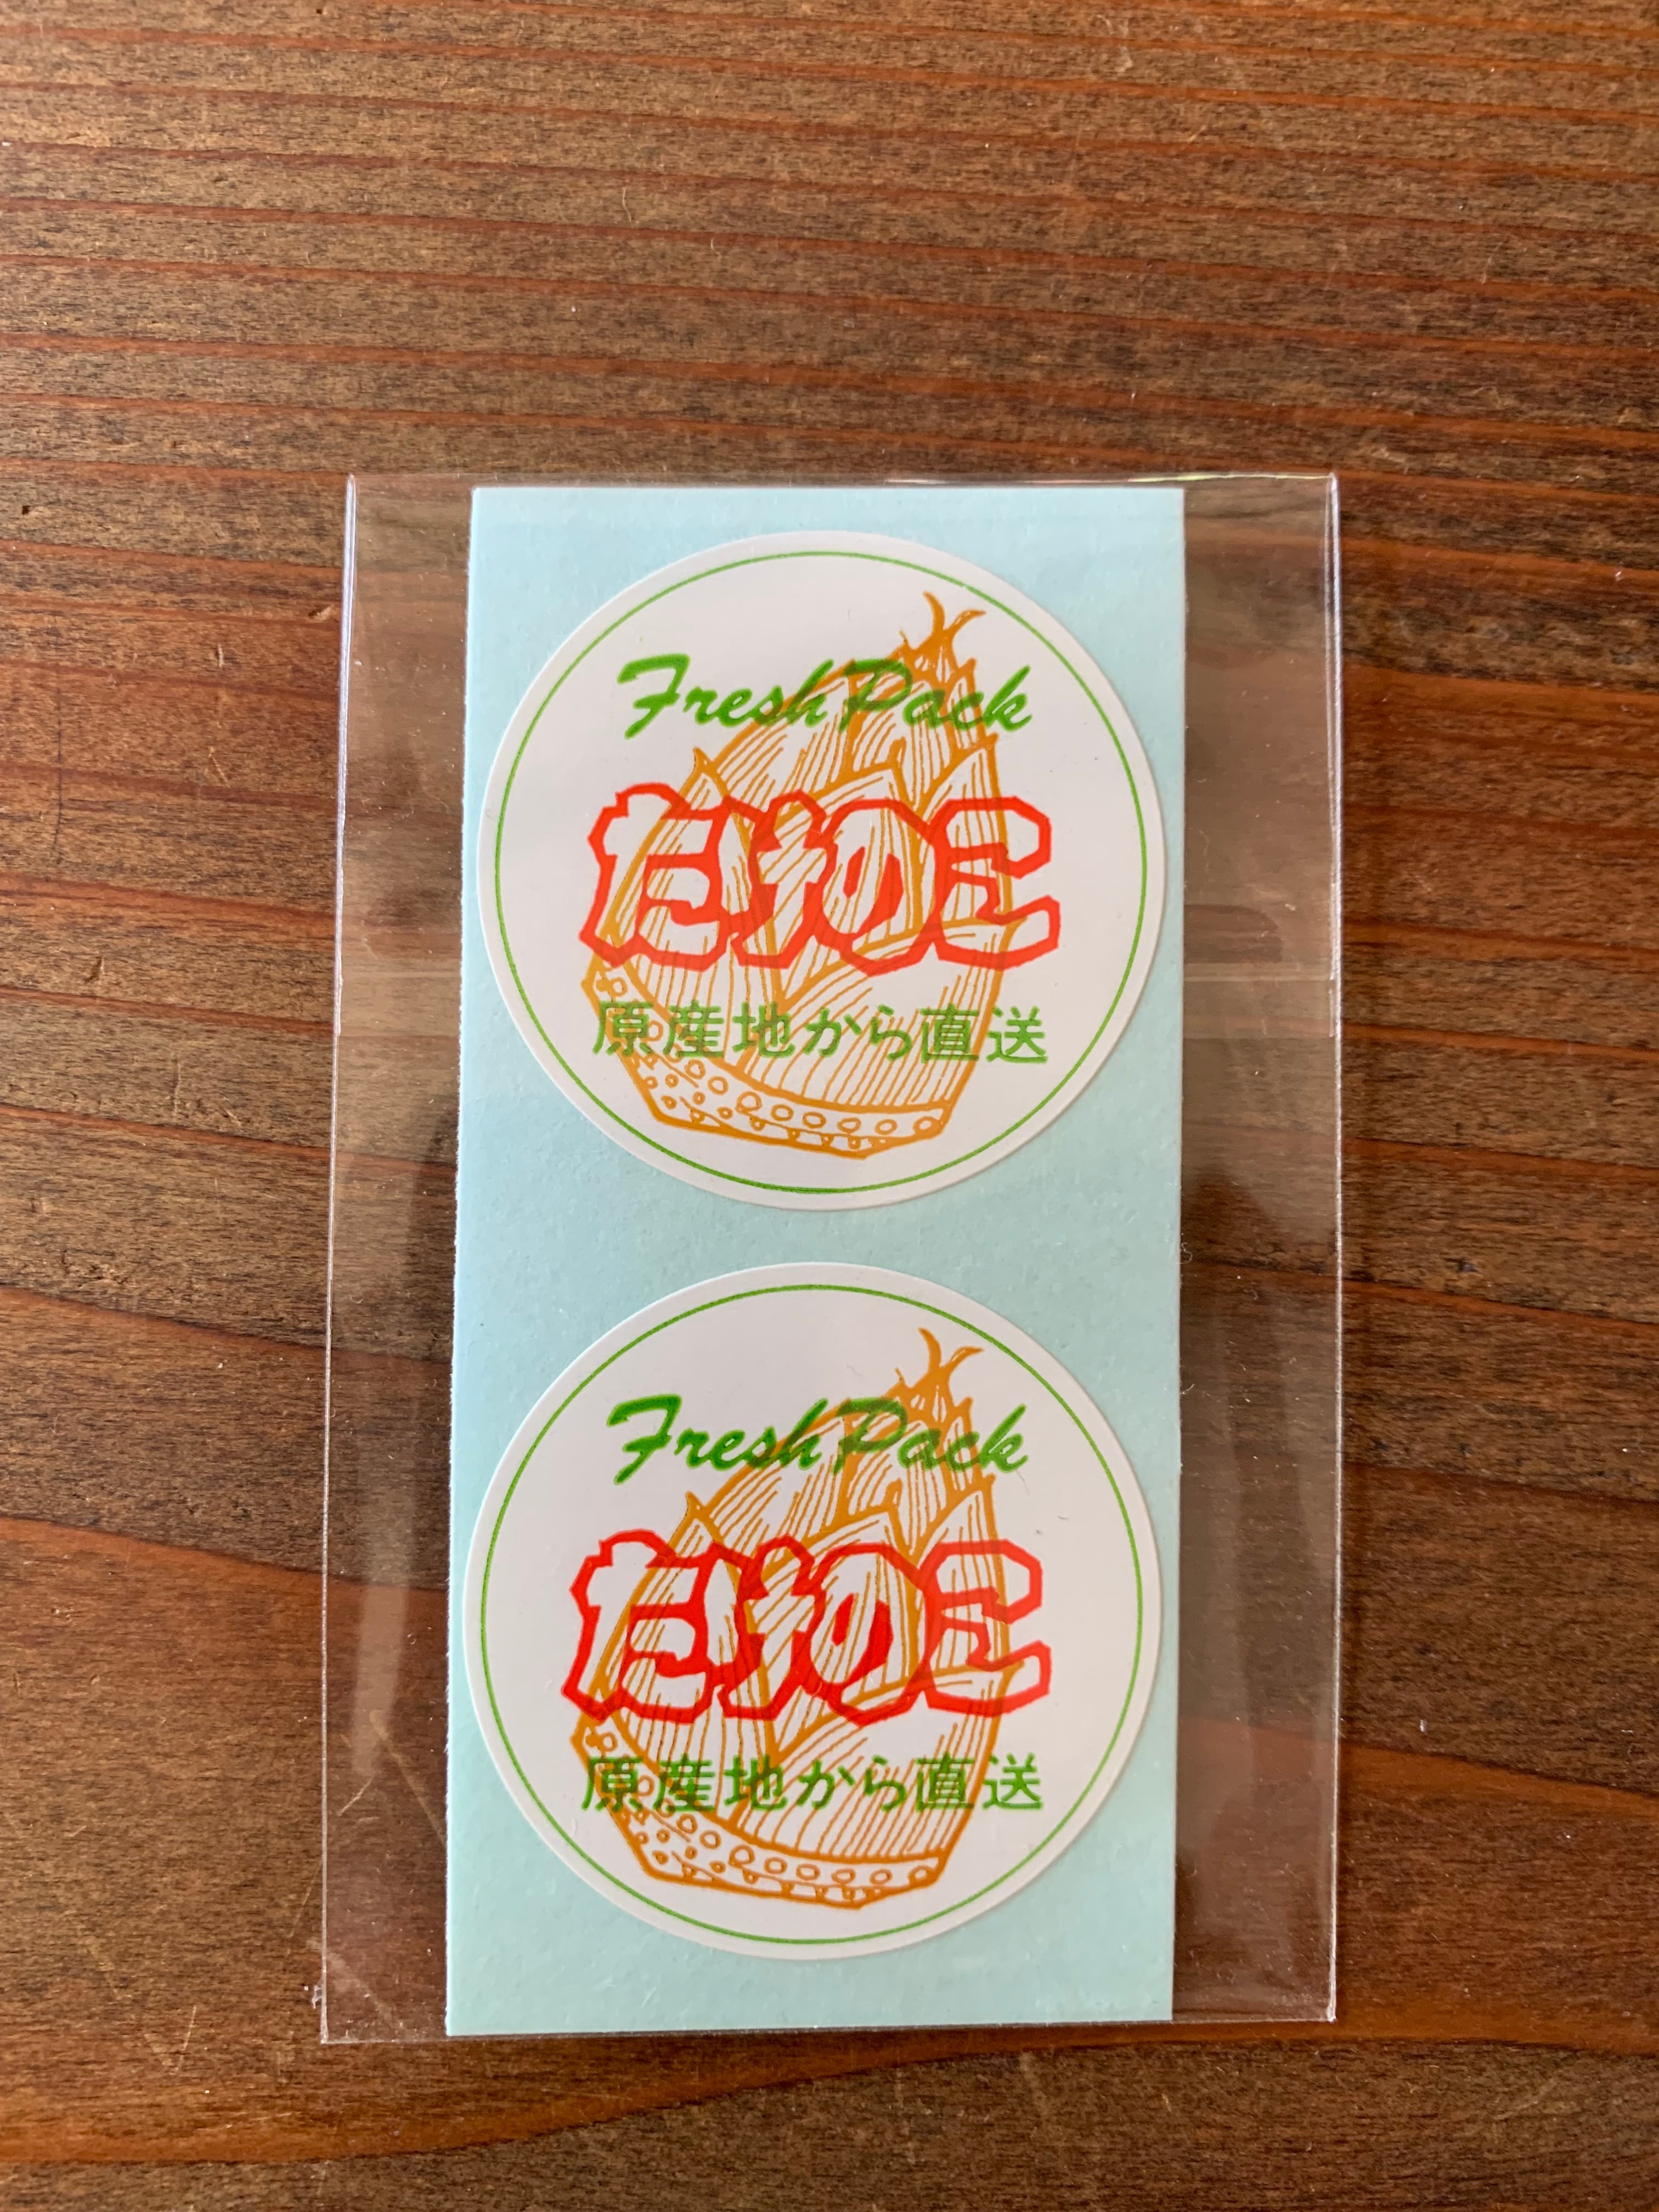 Fresh Pack
たけのこ
原産地から直送
Fresh Pack
たけのこ
原産地から直送